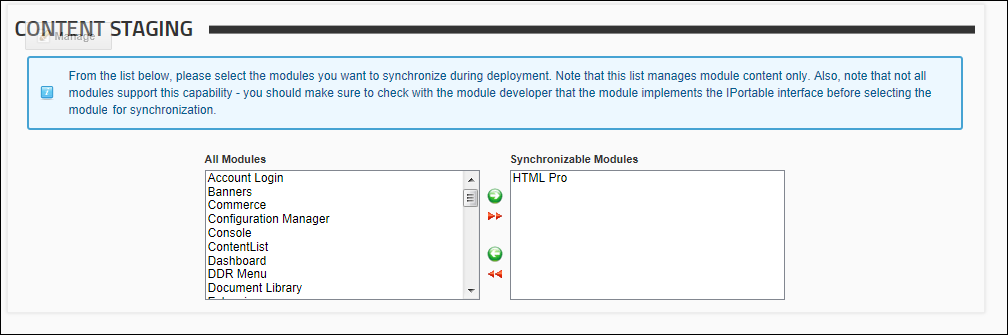 CONTENT STAGING
Manage
From the list below, please select the modules you want to synchronize during deployment. Note that this list manages module content only. Also, note that not all
modules support this capability - you should make sure to check with the module developer that the module implements the IPortable interface before selecting the
module for synchronization.
All Modules
Account Login
Banners
Commerce
Configuration Manager
Console
ContentList
Dashboard
DDR Menu
Document Library
Synchronizable Modules
HTML Pro